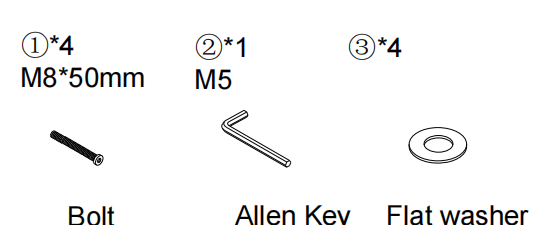 ①*4 ②*1 ③*4
M8*50mm M5
Bolt Allen Key Flat washer